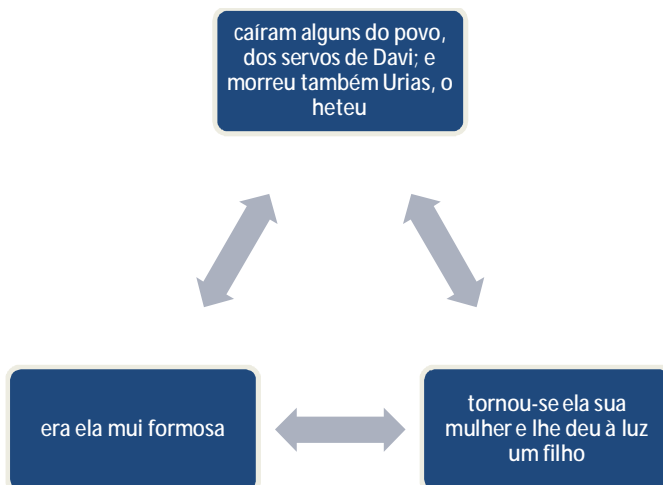 caíram alguns do povo,
dos servos de Davi; e
morreu também Urias, o
heteu
era ela mui formosa
tornou-se ela sua
mulher e lhe deu à luz
um filho